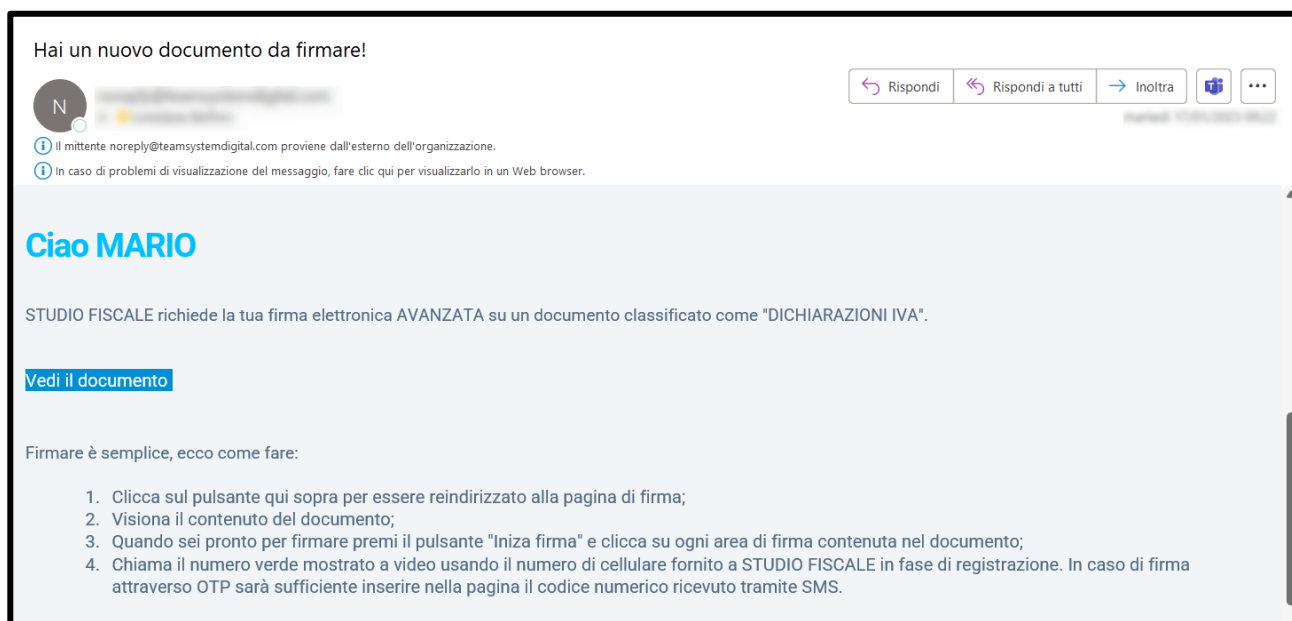 Hai un nuovo documento da firmare!
N
Rispondi
Rispondi a tutti
Inoltra
Il mittente noreply@teamsystemdigital.com proviene dall'esterno dell'organizzazione.
In caso di problemi di visualizzazione del messaggio, fare clic qui per visualizzarlo in un Web browser.
Ciao MARIO
STUDIO FISCALE richiede la tua firma elettronica AVANZATA su un documento classificato come "DICHIARAZIONI IVA".
Vedi il documento
Firmare è semplice, ecco come fare:
1. Clicca sul pulsante qui sopra per essere reindirizzato alla pagina di firma;
2. Visiona il contenuto del documento;
3. Quando sei pronto per firmare premi il pulsante "Iniza firma" e clicca su ogni area di firma contenuta nel documento;
4. Chiama il numero verde mostrato a video usando il numero di cellulare fornito a STUDIO FISCALE in fase di registrazione. In caso di firma
attraverso OTP sarà sufficiente inserire nella pagina il codice numerico ricevuto tramite SMS.